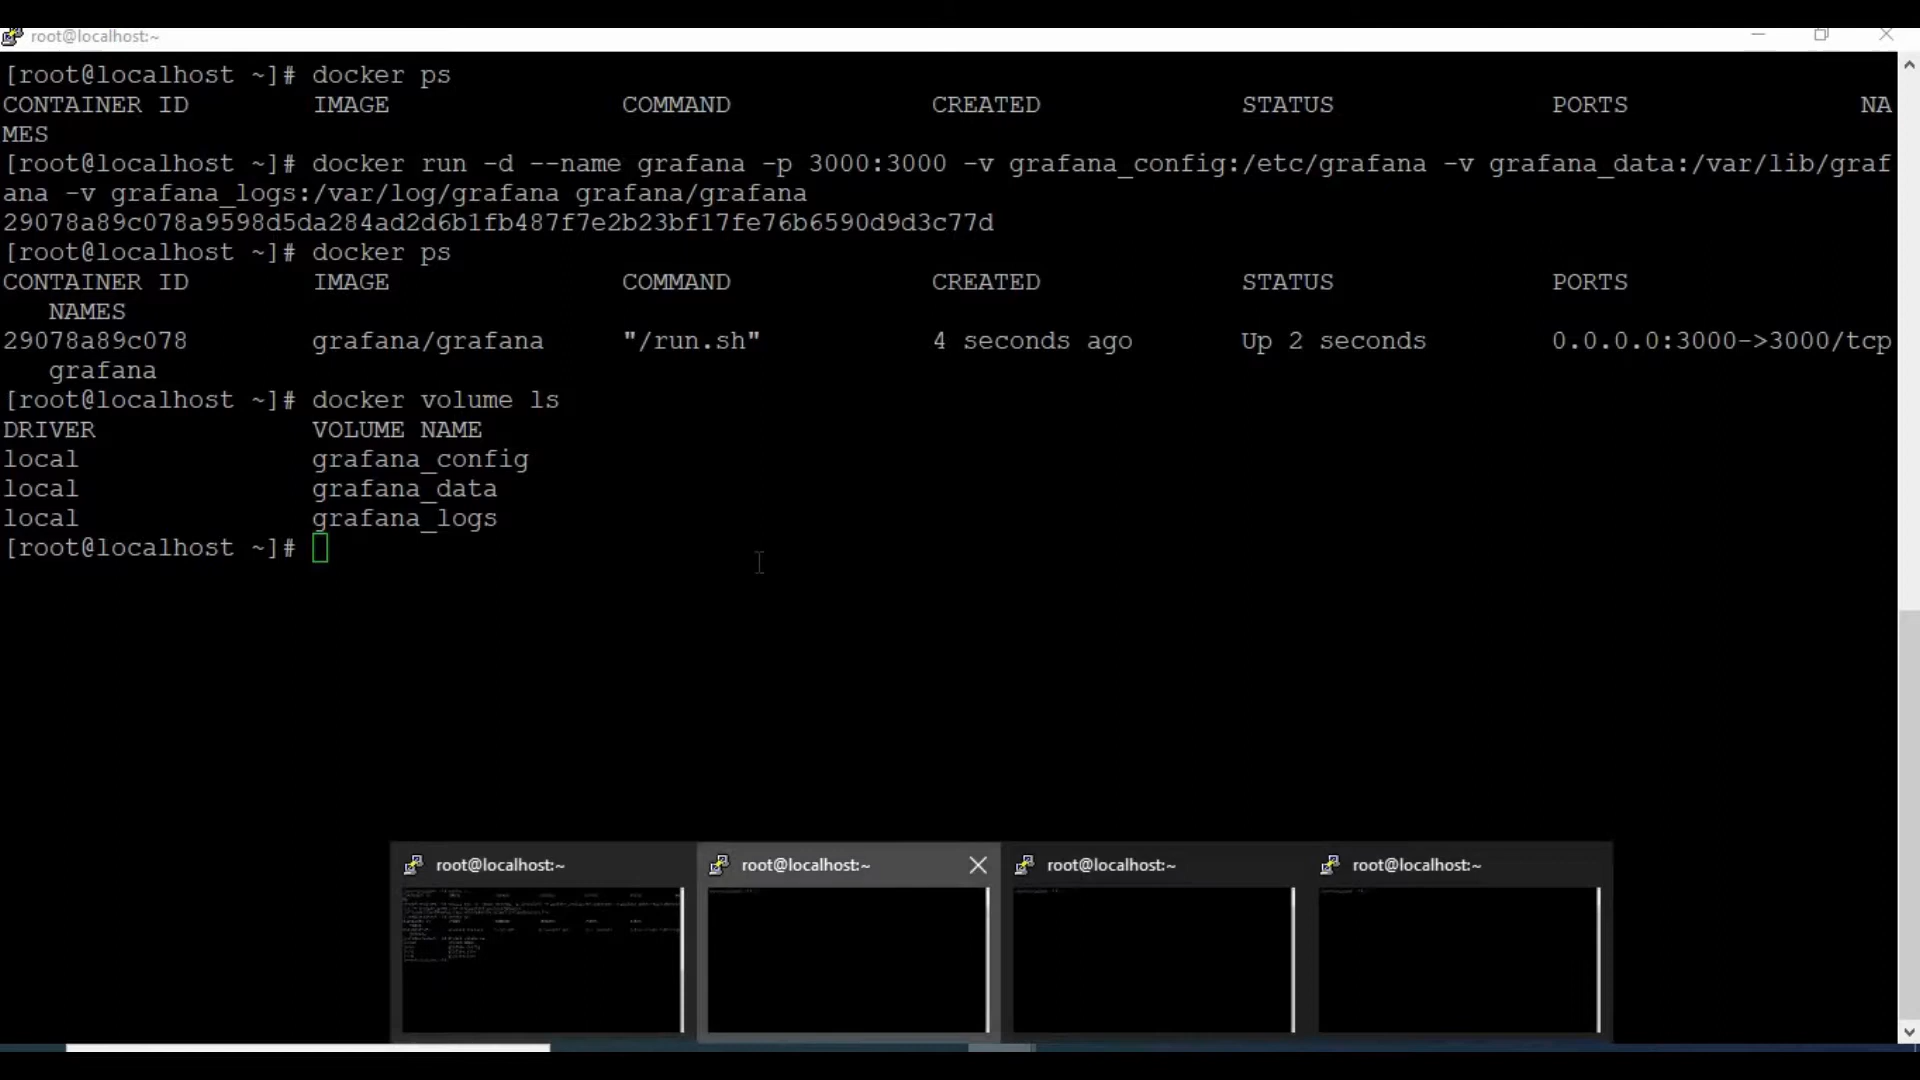 root@localhost:~
[root@localhost ~]# docker ps
CONTAINER ID IMAGE COMMAND CREATED STATUS PORTS NA
MES
[root@localhost ~]# docker run -d --name grafana -p 3000:3000 -v grafana_config:/etc/grafana -v grafana_data:/var/lib/graf
ana -v grafana_logs:/var/log/grafana grafana/grafana
29078a89c078a9598d5da284ad2d6b1fb487f7e2b23bf17fe76b6590d9d3c77d
[root@localhost ~]# docker ps
CONTAINER ID IMAGE COMMAND CREATED STATUS PORTS
NAMES
29078a89c078 grafana/grafana "/run.sh" 4 seconds ago Up 2 seconds 0.0.0.0:3000->3000/tcp
grafana
[root@localhost ~]# docker volume ls
DRIVER VOLUME NAME
local grafana_config
local grafana_data
local grafana_logs
[root@localhost ~]#
root@localhost:~ root@localhost:~ root@localhost:~ root@localhost:~